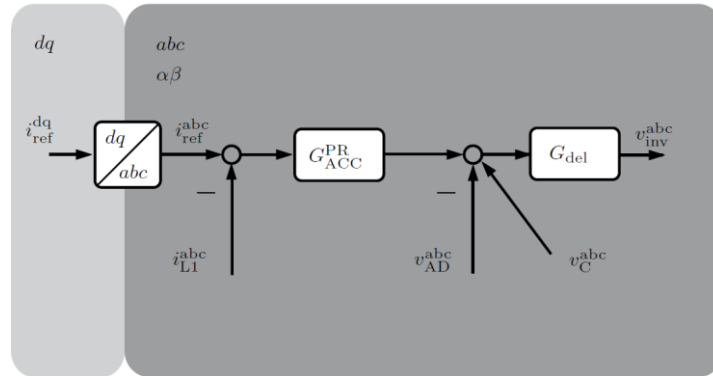 dq
abc
αβ
i_ref^dq
dq
abc
i_ref^abc
−
G_ACC^PR
−
G_del
v_inv^abc
i_L1^abc
v_AD^abc
v_C^abc